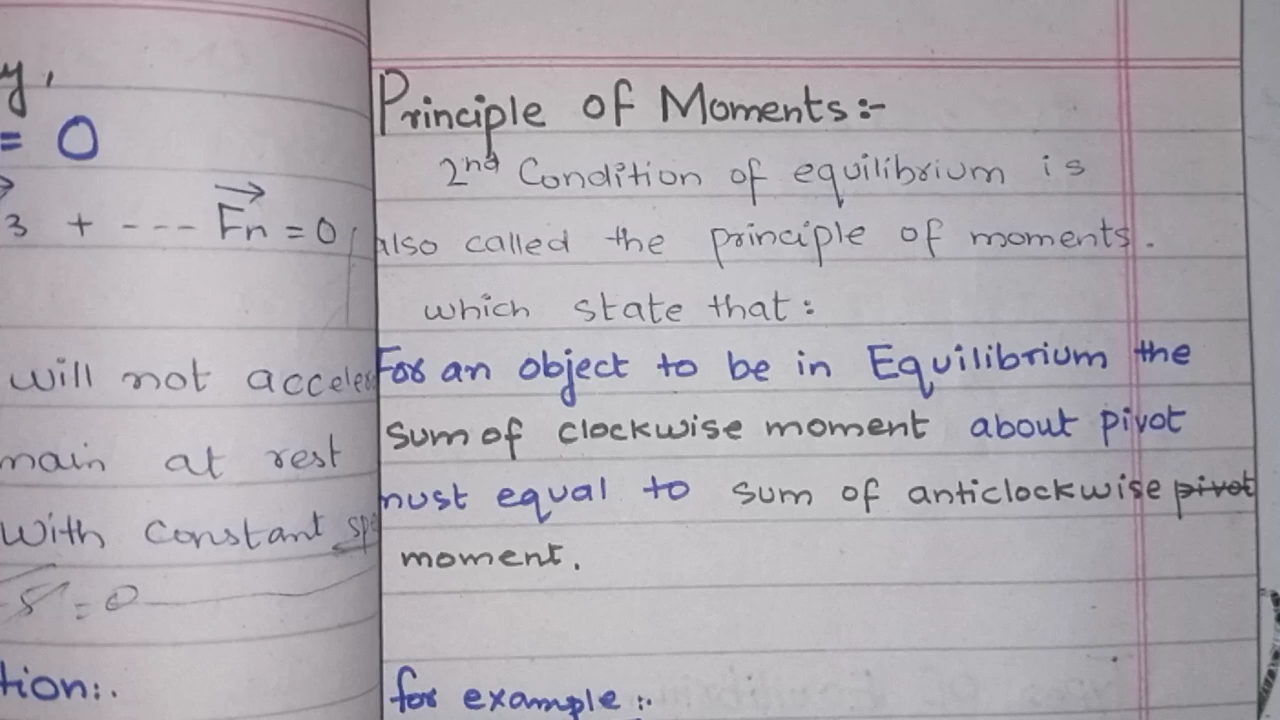 y,
= 0
3 + ---- Fn = 0
will not acceler
main at rest
With Constant spe
= 0
tion:.
Principle of Moments:-
2nd Condition of equilibrium is
also called the principle of moments.
which state that:
For an object to be in Equilibrium the
sum of clockwise moment about pivot
must equal to sum of anticlockwise pivot
moment.
for example:.